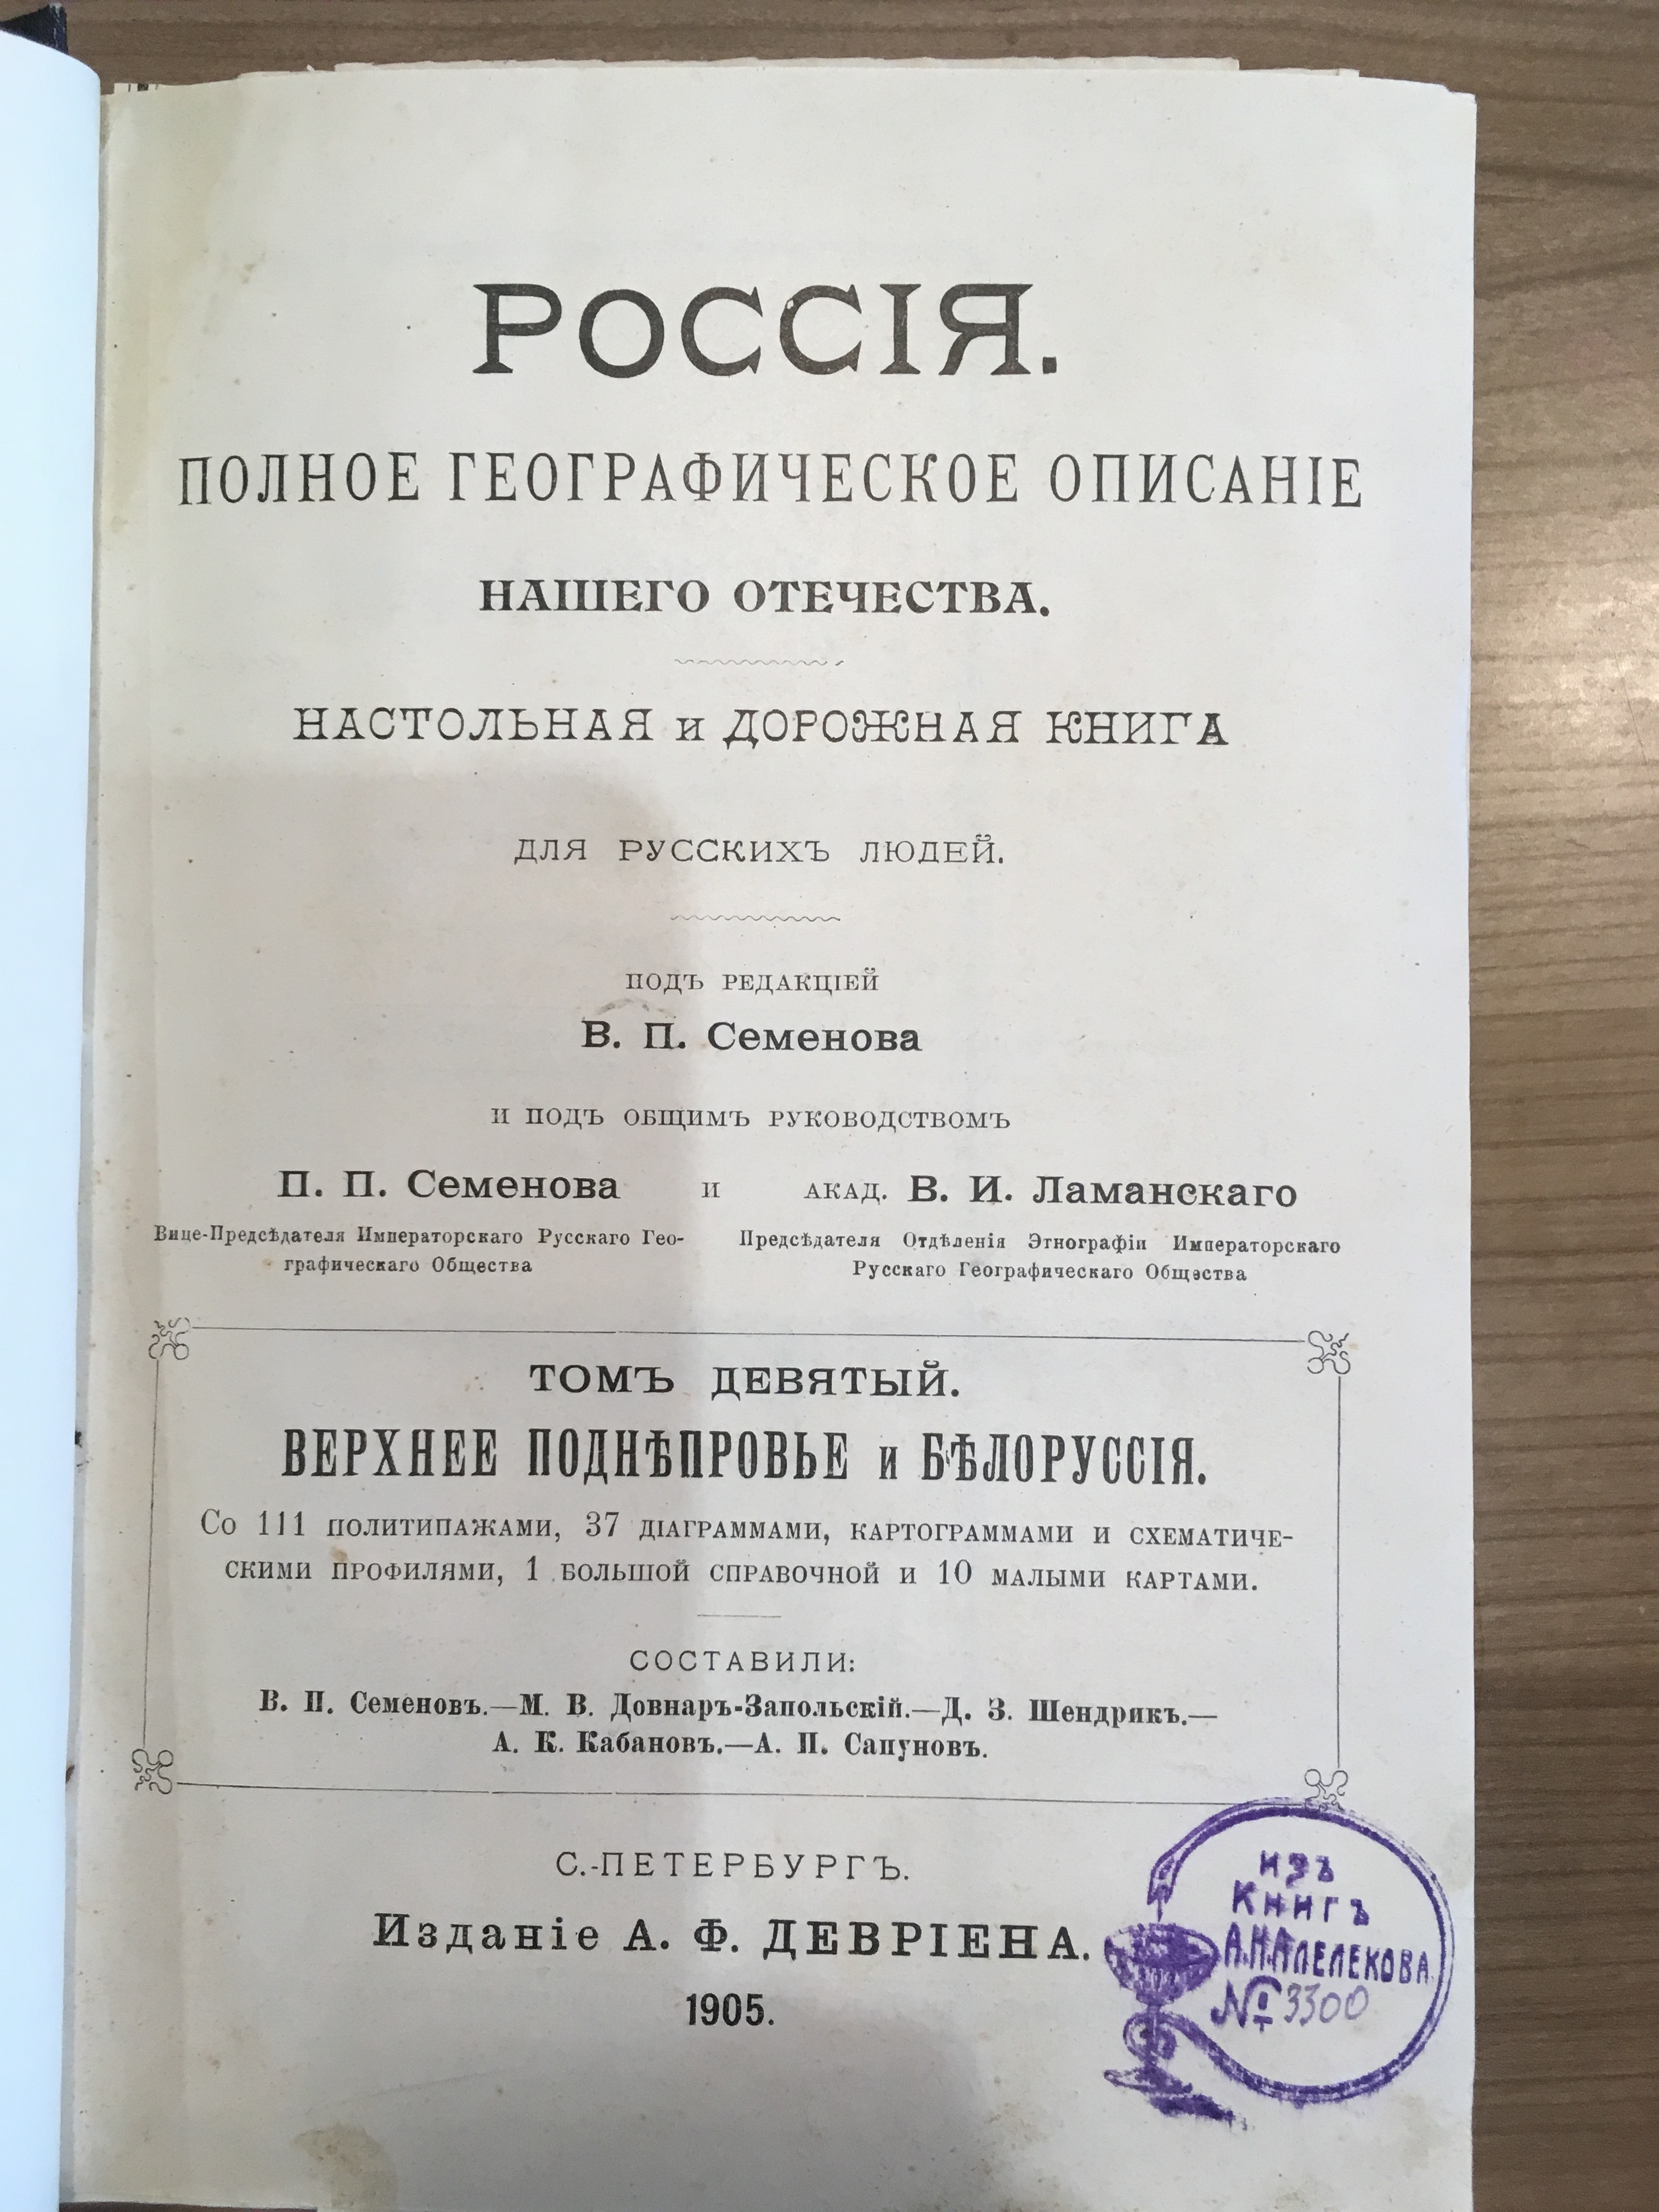 РОССІЯ.
ПОЛНОЕ ГЕОГРАФИЧЕСКОЕ ОПИСАНІЕ
НАШЕГО ОТЕЧЕСТВА.
НАСТОЛЬНАЯ и ДОРОЖНАЯ КНИГА
ДЛЯ РУССКИХЪ ЛЮДЕЙ.
ПОДЪ РЕДАКЦІЕЙ
В. П. Семенова
И ПОДЪ ОБЩИМЪ РУКОВОДСТВОМЪ
П. П. Семенова и АКАД. В. И. Ламанскаго
Вице-Предсѣдателя Императорскаго Русскаго Гео-
графическаго Общества
Предсѣдателя Отдѣленія Этнографіи Императорскаго
Русскаго Географическаго Общества
ТОМЪ ДЕВЯТЫЙ.
ВЕРХНЕЕ ПОДНѢПРОВЬЕ и БѢЛОРУССІЯ.
Со 111 ПОЛИТИПАЖАМИ, 37 ДІАГРАММАМИ, КАРТОГРАММАМИ И СХЕМАТИЧЕ-
СКИМИ ПРОФИЛЯМИ, 1 БОЛЬШОЙ СПРАВОЧНОЙ И 10 МАЛЫМИ КАРТАМИ.
СОСТАВИЛИ:
В. П. Семеновъ.—М. В. Довнаръ-Запольскій.—Д. З. Шендрикъ.—
А. К. Кабановъ.—А. П. Сапуновъ.
С.-ПЕТЕРБУРГЪ.
Изданіе А. Ф. ДЕВРІЕНА.
1905.
ИЗЪ
КНИГЪ
А.Н.АПЕЛЕКОВА
№ 3300